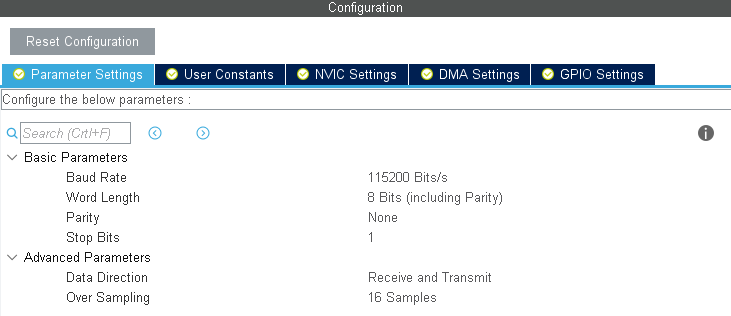 Configuration
Reset Configuration
Parameter Settings User Constants NVIC Settings DMA Settings GPIO Settings
Configure the below parameters :
Search (Crtl+F)
Basic Parameters
Baud Rate 115200 Bits/s
Word Length 8 Bits (including Parity)
Parity None
Stop Bits 1
Advanced Parameters
Data Direction Receive and Transmit
Over Sampling 16 Samples